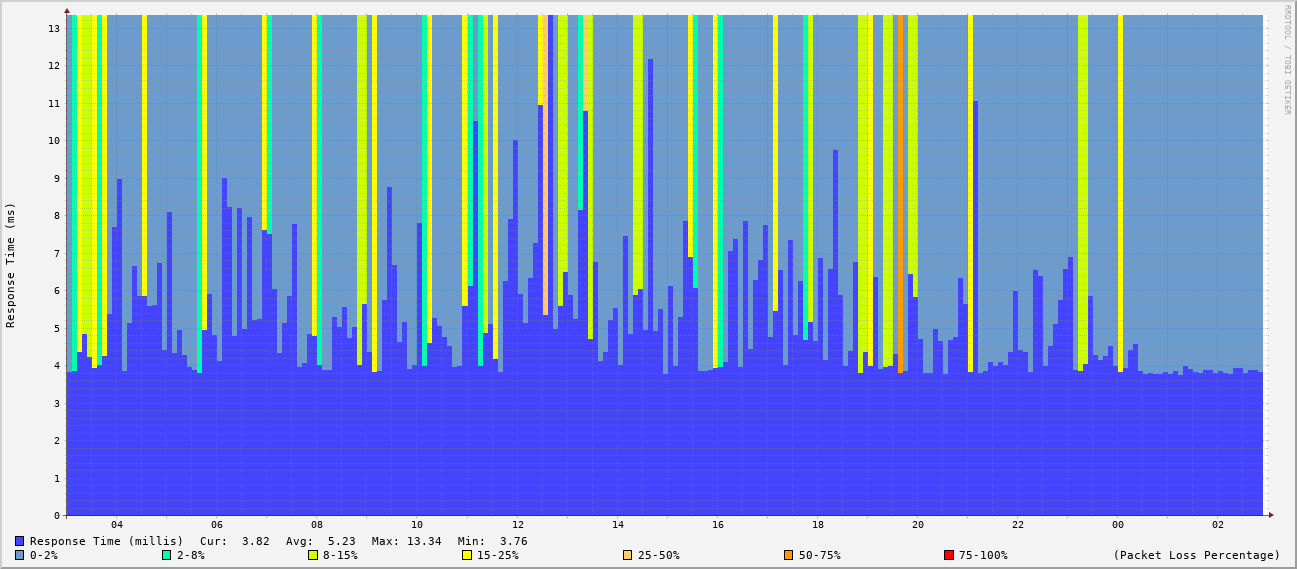 RRDTOOL / TOBI OETIKER
Response Time (ms)
13
12
11
10
9
8
7
6
5
4
3
2
1
0
04 06 08 10 12 14 16 18 20 22 00 02
Response Time (millis) Cur: 3.82 Avg: 5.23 Max: 13.34 Min: 3.76
0-2% 2-8% 8-15% 15-25% 25-50% 50-75% 75-100% (Packet Loss Percentage)